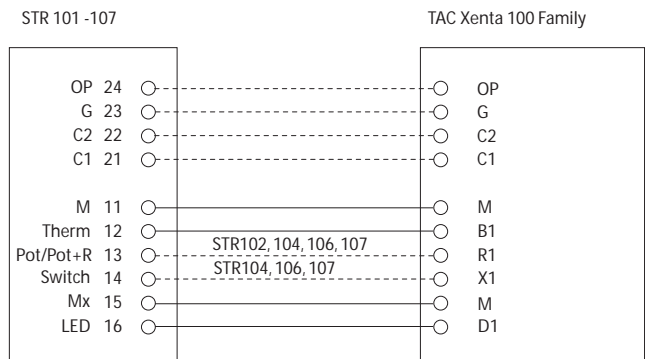 STR 101 -107 TAC Xenta 100 Family
OP 24 OP
G 23 G
C2 22 C2
C1 21 C1
M 11 M
Therm 12 B1
STR102, 104, 106, 107
Pot/Pot+R 13 R1
STR104, 106, 107
Switch 14 X1
Mx 15 M
LED 16 D1